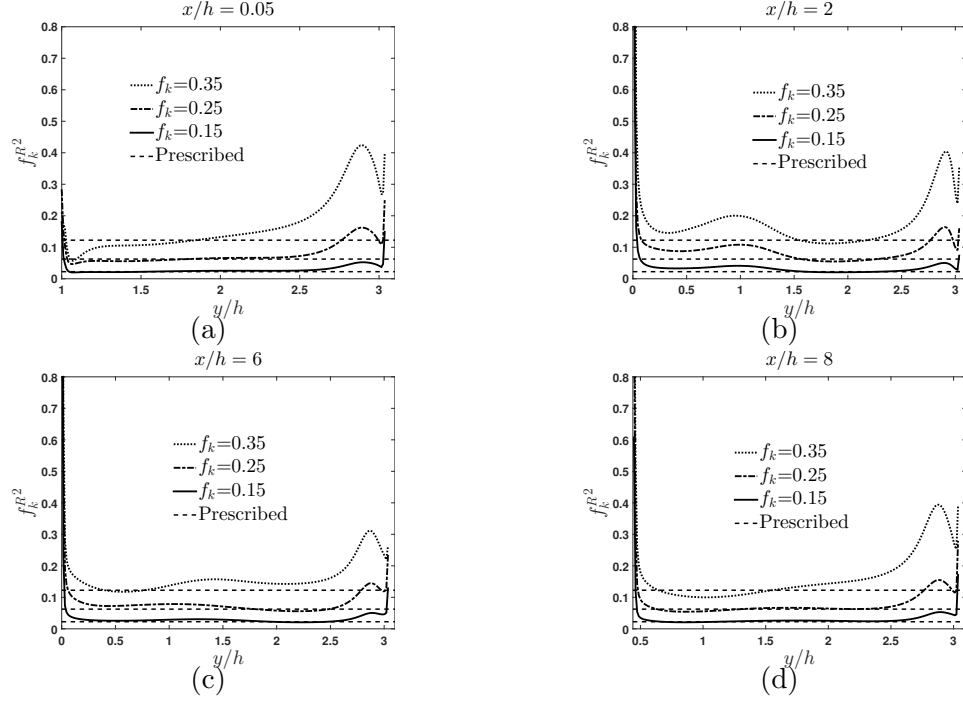 x/h = 0.05
0.8
0.7
0.6
0.5
0.4
0.3
0.2
0.1
0
f_k^{R^2}
f_k=0.35
f_k=0.25
f_k=0.15
Prescribed
1 1.5 2 2.5 3
y/h
(a)
x/h = 2
0.8
0.7
0.6
0.5
0.4
0.3
0.2
0.1
0
f_k^{R^2}
f_k=0.35
f_k=0.25
f_k=0.15
Prescribed
0 0.5 1 1.5 2 2.5 3
y/h
(b)
x/h = 6
0.8
0.7
0.6
0.5
0.4
0.3
0.2
0.1
0
f_k^{R^2}
f_k=0.35
f_k=0.25
f_k=0.15
Prescribed
0 0.5 1 1.5 2 2.5 3
y/h
(c)
x/h = 8
0.8
0.7
0.6
0.5
0.4
0.3
0.2
0.1
0
f_k^{R^2}
f_k=0.35
f_k=0.25
f_k=0.15
Prescribed
0.5 1 1.5 2 2.5 3
y/h
(d)